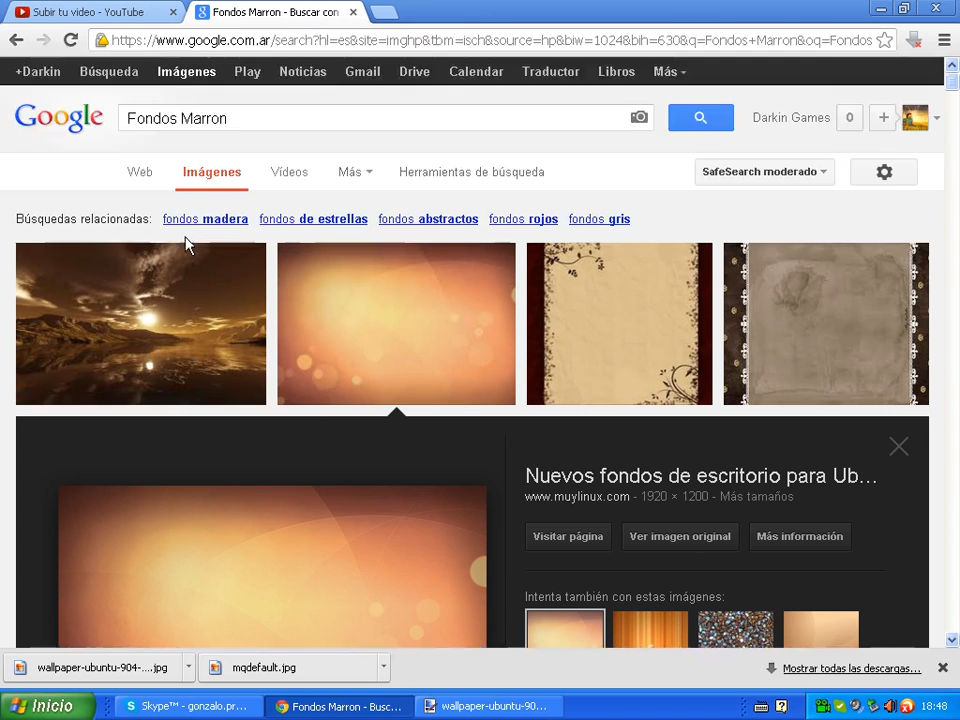 Subir tu video - YouTube
Fondos Marron - Buscar con
https://www.google.com.ar/search?hl=es&site=imghp&tbm=isch&source=hp&biw=1024&bih=630&q=Fondos+Marron&oq=Fondos
+Darkin Búsqueda Imágenes Play Noticias Gmail Drive Calendar Traductor Libros Más
Google Fondos Marron Darkin Games 0 +
Web Imágenes Vídeos Más Herramientas de búsqueda SafeSearch moderado
Búsquedas relacionadas: fondos madera fondos de estrellas fondos abstractos fondos rojos fondos gris
Nuevos fondos de escritorio para Ub...
www.muylinux.com - 1920 × 1200 - Más tamaños
Visitar página Ver imagen original Más información
Intenta también con estas imágenes:
wallpaper-ubuntu-904-....jpg mqdefault.jpg Mostrar todas las descargas...
Inicio Skype™ - gonzalo.pr... Fondos Marron - Busc... wallpaper-ubuntu-90... 18:48